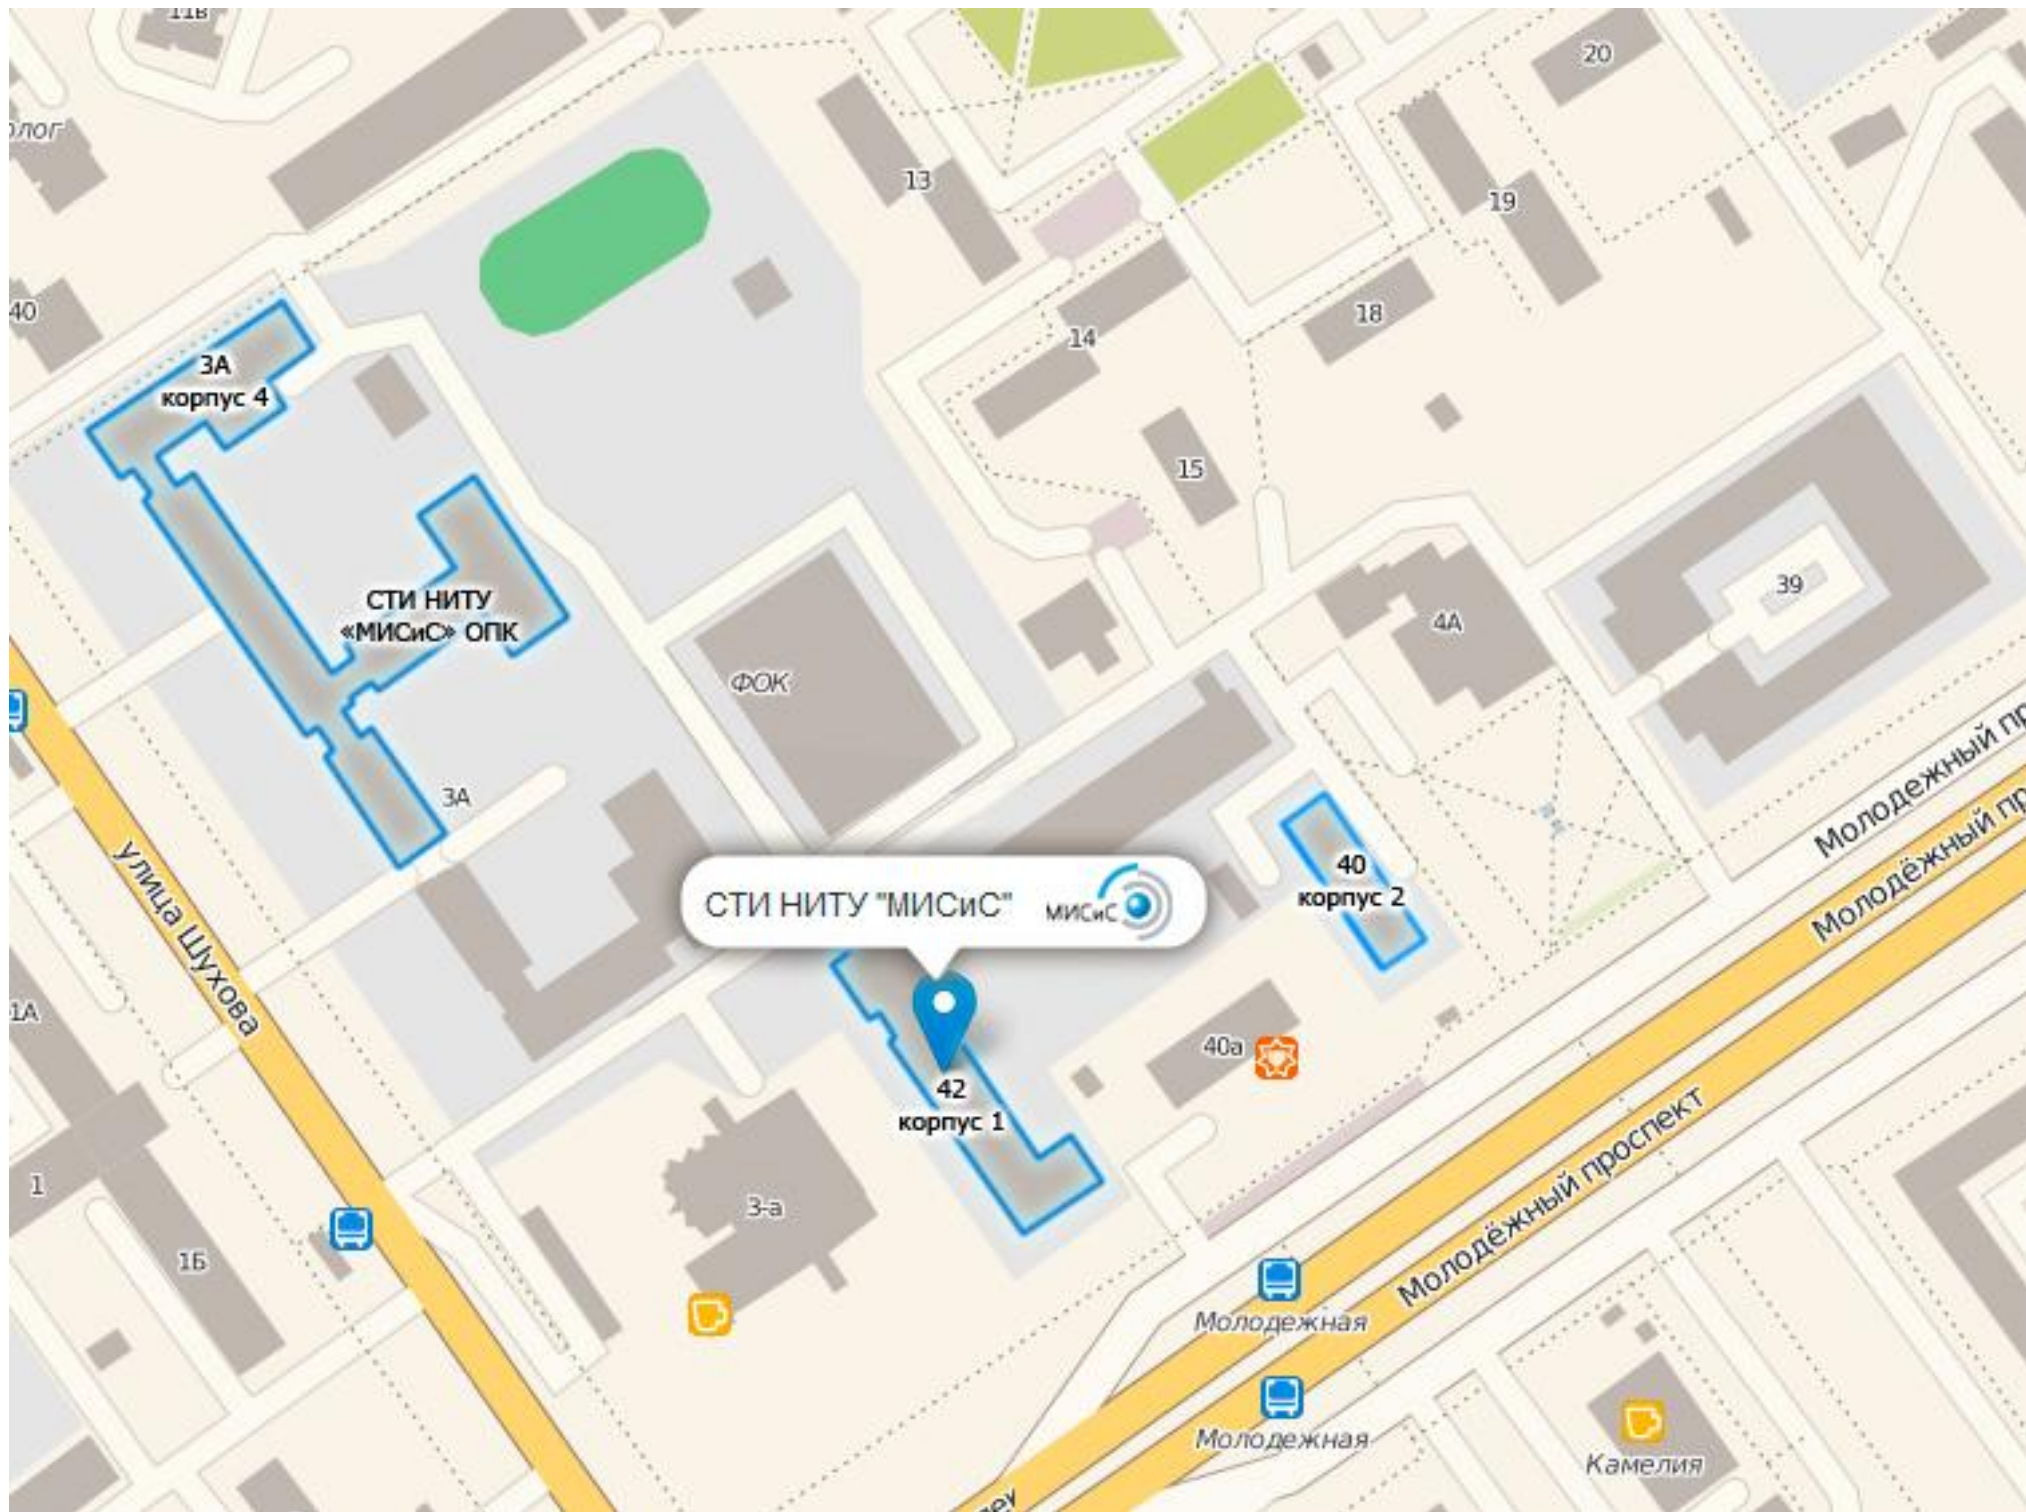 11в
20
13
19
40
18
14
3А
корпус 4
15
39
СТИ НИТУ
«МИСиС» ОПК
4А
ФОК
3А
Молодежный пр
Молодёжный пр
40
корпус 2
улица Шухова
СТИ НИТУ "МИСиС"
МИСиС
1А
40а
42
корпус 1
Молодёжный проспект
1
3-а
1Б
Молодежная
Молодежная
Камелия